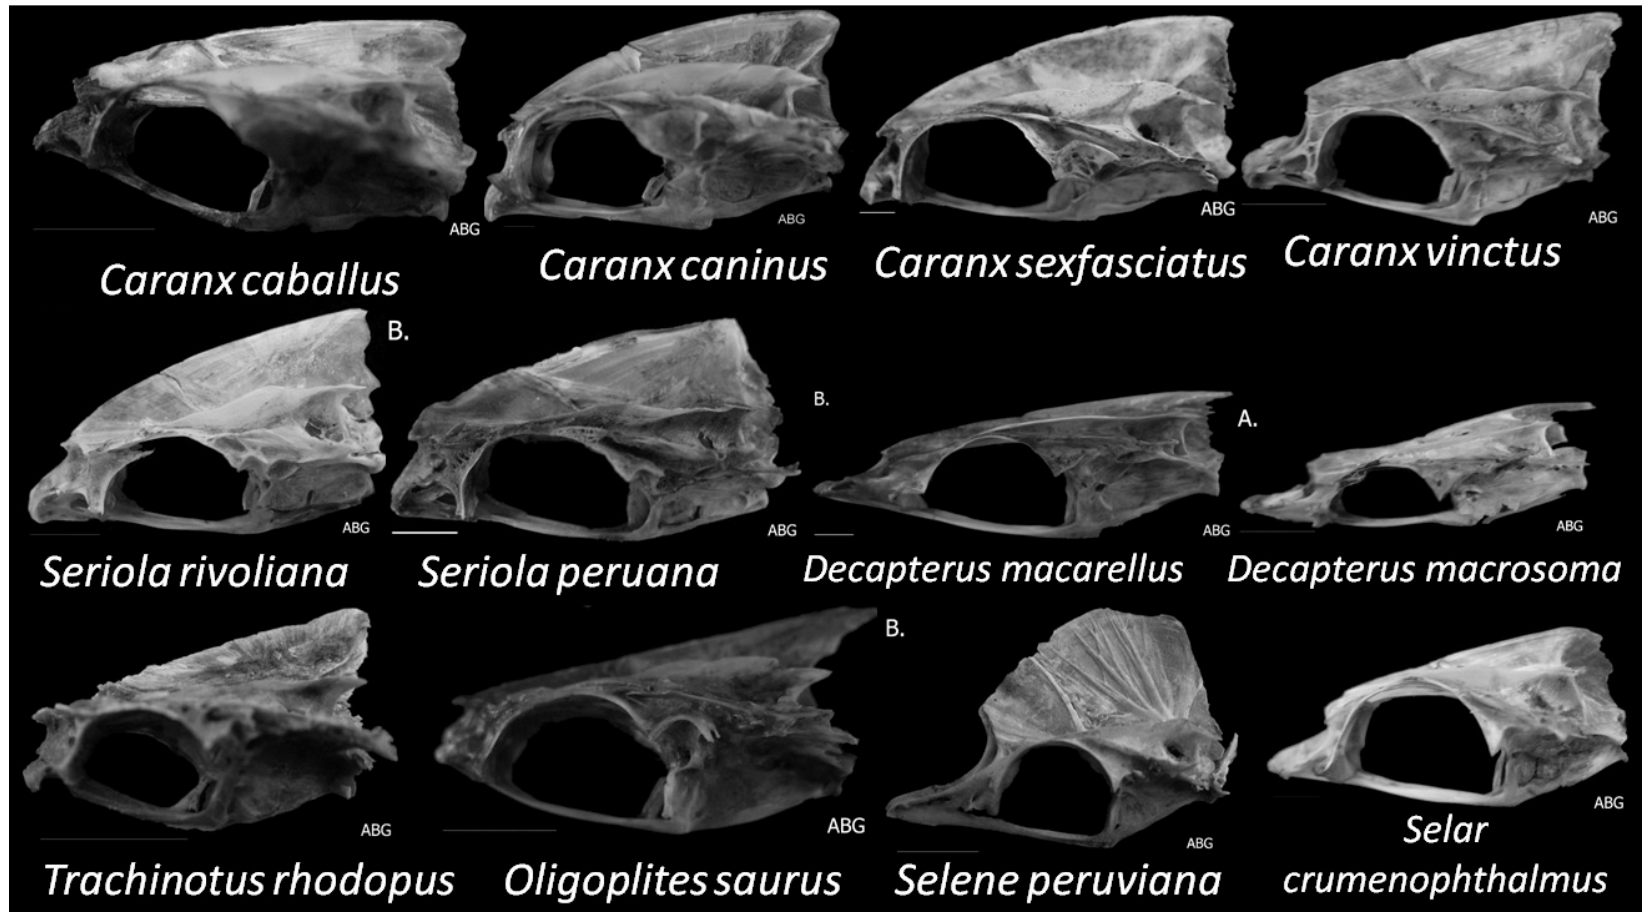 ABG
ABG
ABG
ABG
Caranx caballus
Caranx caninus
Caranx sexfasciatus
Caranx vinctus
B.
B.
A.
ABG
ABG
ABG
ABG
Seriola rivoliana
Seriola peruana
Decapterus macarellus
Decapterus macrosoma
B.
ABG
ABG
ABG
ABG
Trachinotus rhodopus
Oligoplites saurus
Selene peruviana
Selar
crumenophthalmus